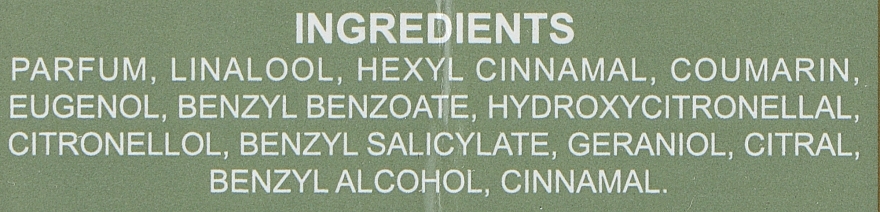 INGREDIENTS
PARFUM, LINALOOL, HEXYL CINNAMAL, COUMARIN,
EUGENOL, BENZYL BENZOATE, HYDROXYCITRONELLAL,
CITRONELLOL, BENZYL SALICYLATE, GERANIOL, CITRAL,
BENZYL ALCOHOL, CINNAMAL.